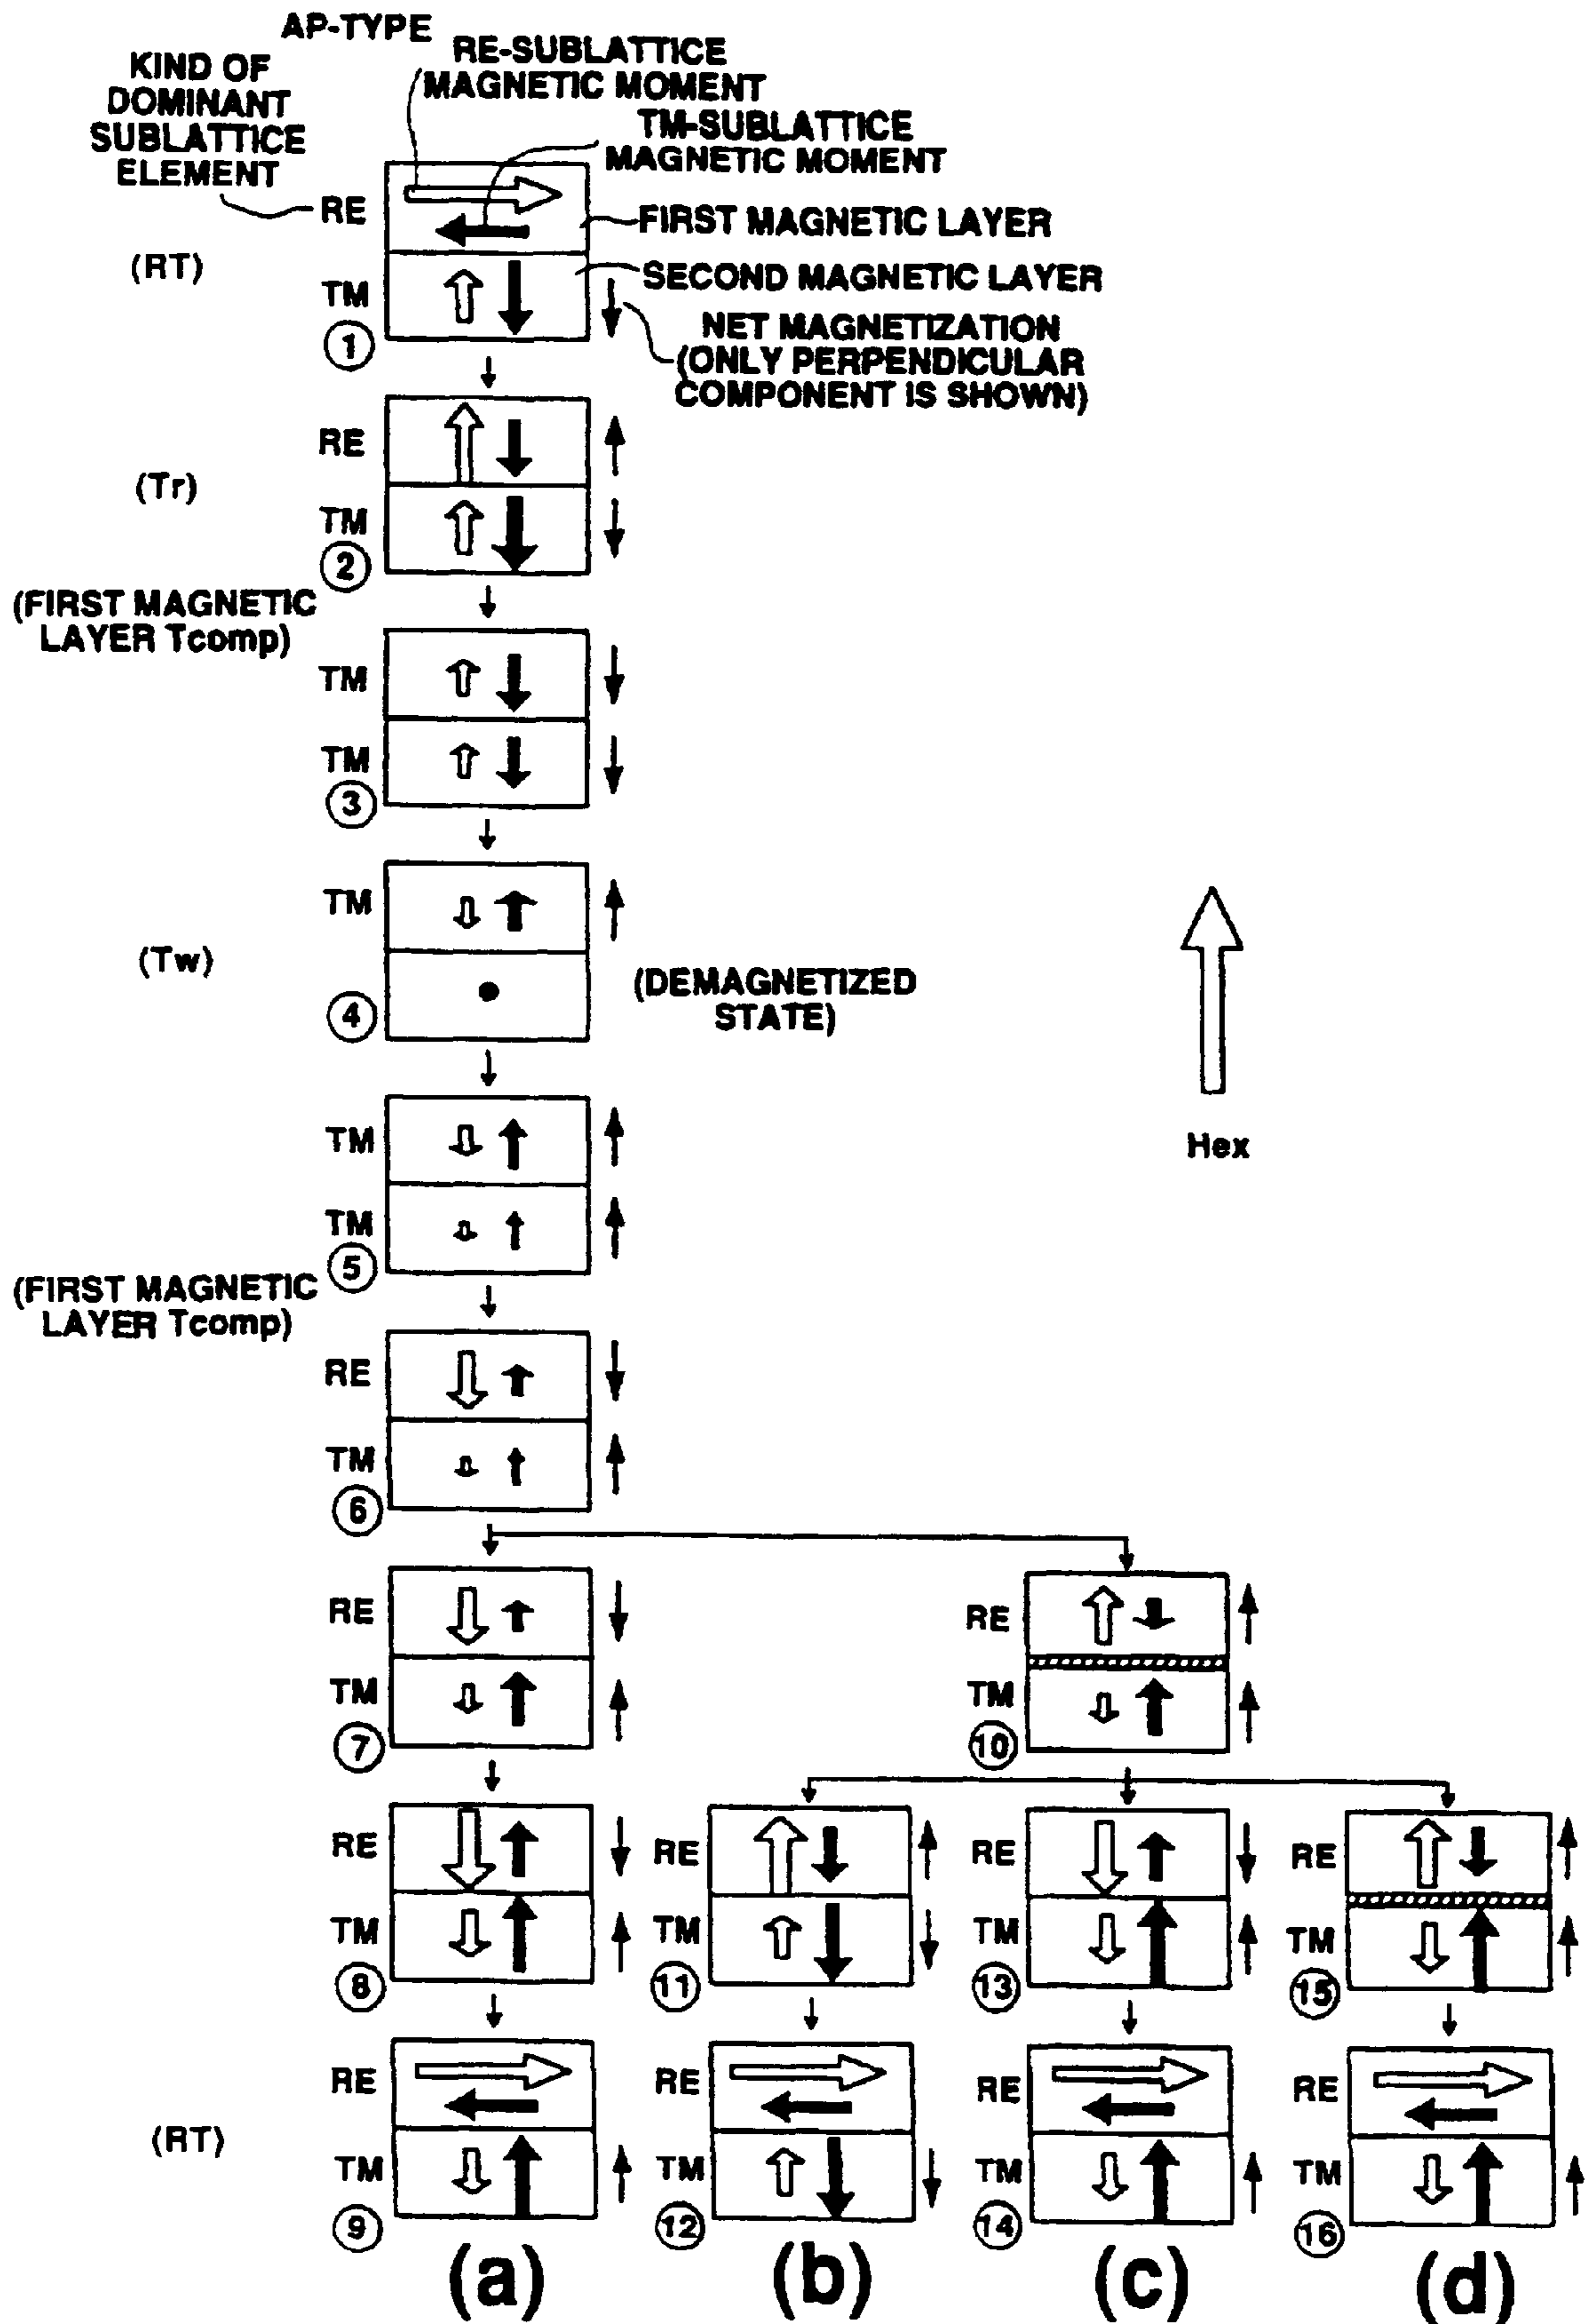 AP-TYPE
KIND OF
DOMINANT
SUBLATTICE
ELEMENT
RE-SUBLATTICE
MAGNETIC MOMENT
TM-SUBLATTICE
MAGNETIC MOMENT
RE
FIRST MAGNETIC LAYER
(RT)
SECOND MAGNETIC LAYER
TM
1
NET MAGNETIZATION
(ONLY PERPENDICULAR
COMPONENT IS SHOWN)
RE
(Tr)
TM
2
(FIRST MAGNETIC
LAYER Tcomp)
TM
TM
3
TM
(Tw)
4
(DEMAGNETIZED
STATE)
Hex
TM
TM
5
(FIRST MAGNETIC
LAYER Tcomp)
RE
TM
6
RE
TM
7
RE
TM
10
RE
TM
8
RE
TM
11
RE
TM
13
RE
TM
15
(RT)
RE
TM
9
RE
TM
12
RE
TM
14
RE
TM
16
(a)
(b)
(c)
(d)